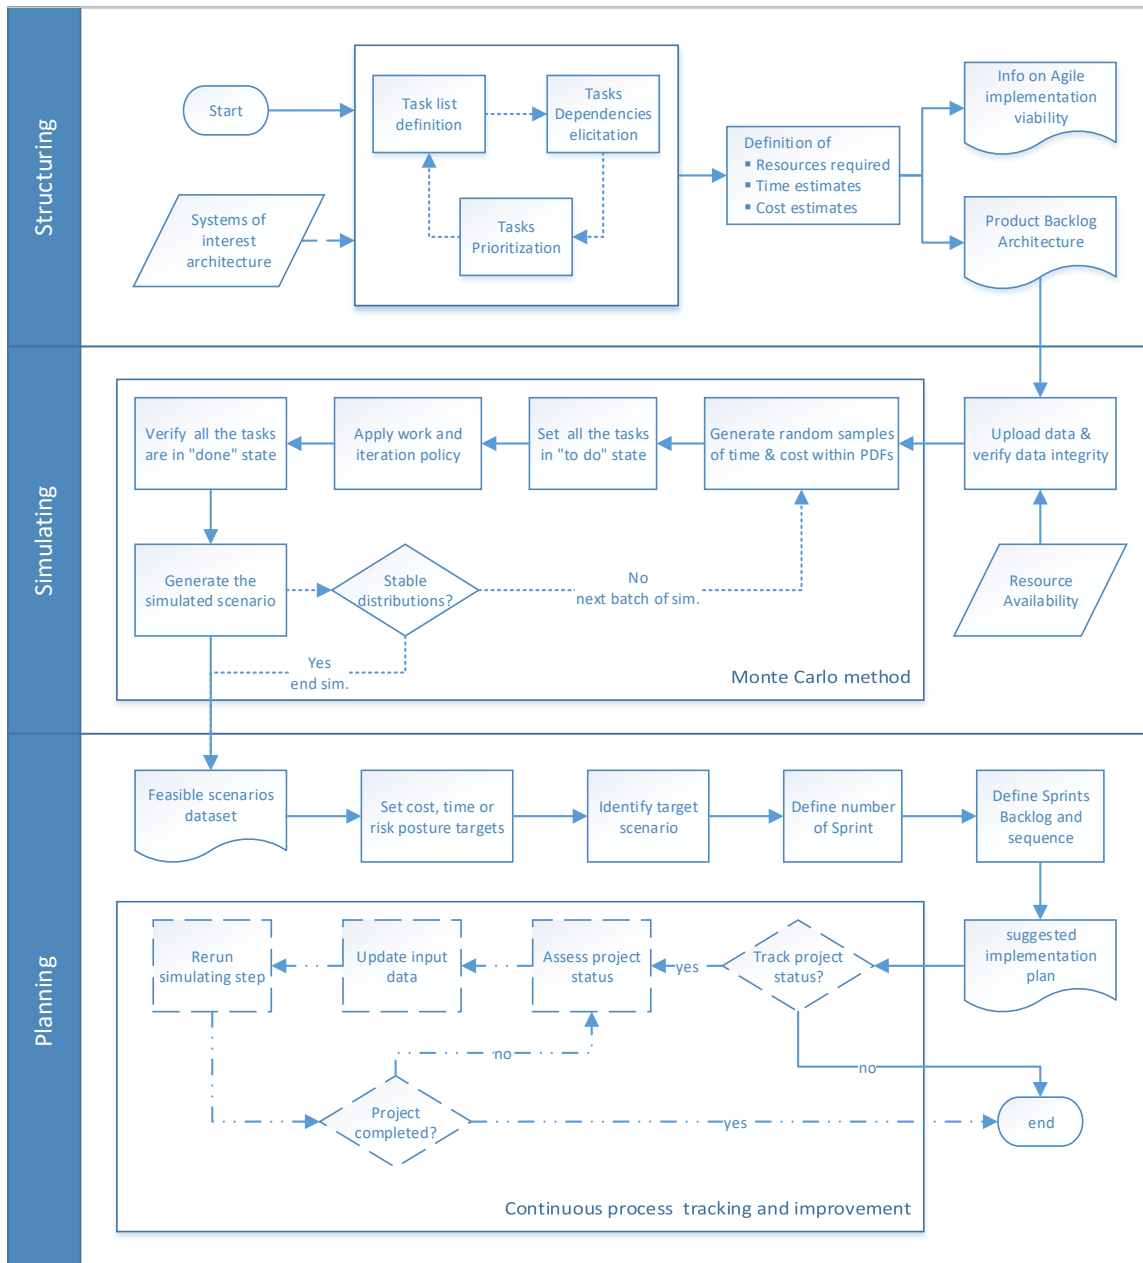 Structuring
Start
Systems of
interest
architecture
Task list
definition
Tasks
Dependencies
elicitation
Tasks
Prioritization
Definition of
▪ Resources required
▪ Time estimates
▪ Cost estimates
Info on Agile
implementation
viability
Product Backlog
Architecture
Simulating
Verify all the tasks
are in "done" state
Apply work and
iteration policy
Set all the tasks
in "to do" state
Generate random samples
of time & cost within PDFs
Upload data &
verify data integrity
Generate the
simulated scenario
Stable
distributions?
No
next batch of sim.
Resource
Availability
Yes
end sim.
Monte Carlo method
Planning
Feasible scenarios
dataset
Set cost, time or
risk posture targets
Identify target
scenario
Define number
of Sprint
Define Sprints
Backlog and
sequence
Rerun
simulating step
Update input
data
Assess project
status
yes
Track project
status?
suggested
implementation
plan
no
no
Project
completed?
yes
end
Continuous process tracking and improvement